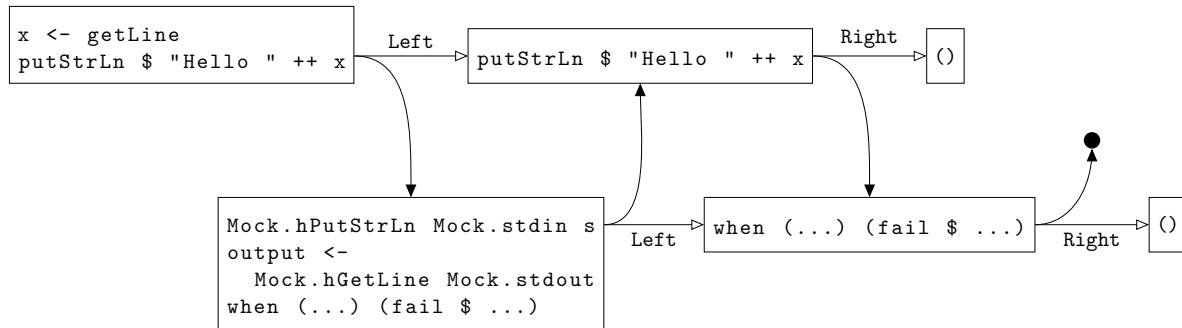 x <- getLine
putStrLn $ "Hello " ++ x
Left
putStrLn $ "Hello " ++ x
Right
()
Mock.hPutStrLn Mock.stdin s
output <-
  Mock.hGetLine Mock.stdout
when (...) (fail $ ...)
Left
when (...) (fail $ ...)
Right
()